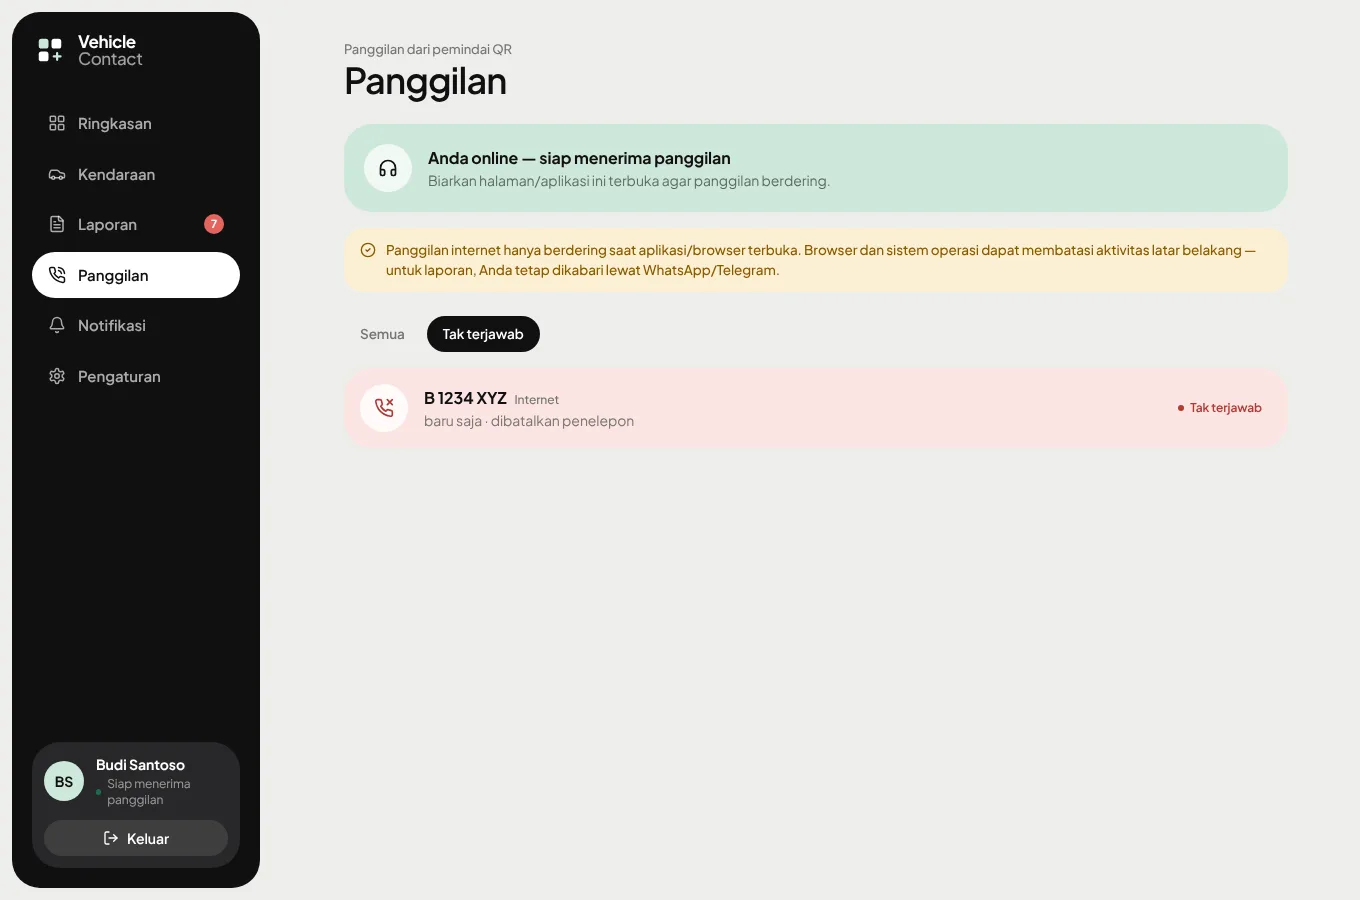 Vehicle
Contact
Ringkasan
Kendaraan
Laporan 7
Panggilan
Notifikasi
Pengaturan
BS
Budi Santoso
Siap menerima
panggilan
Keluar
Panggilan dari pemindai QR
Panggilan
Anda online — siap menerima panggilan
Biarkan halaman/aplikasi ini terbuka agar panggilan berdering.
Panggilan internet hanya berdering saat aplikasi/browser terbuka. Browser dan sistem operasi dapat membatasi aktivitas latar belakang —
untuk laporan, Anda tetap dikabari lewat WhatsApp/Telegram.
Semua Tak terjawab
B 1234 XYZ Internet
baru saja · dibatalkan penelepon
Tak terjawab